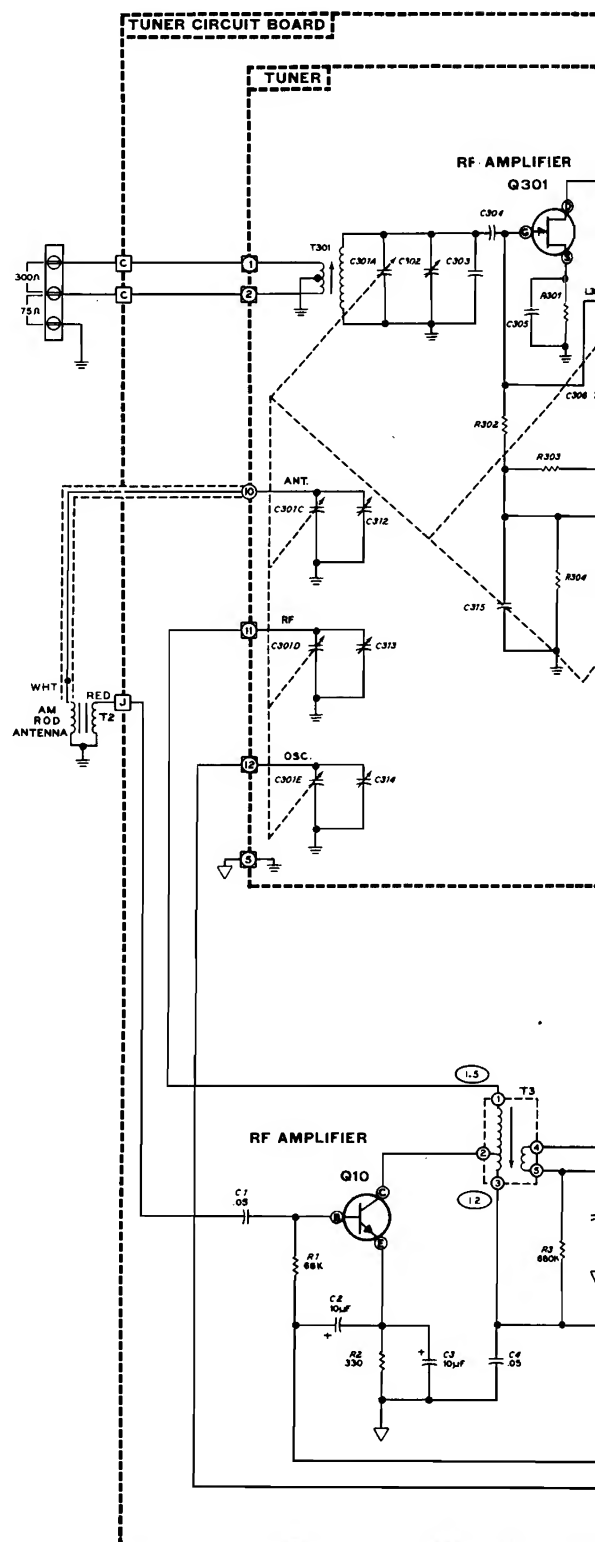 TUNER CIRCUIT BOARD
TUNER
RF AMPLIFIER
Q301
D
G
S
C304
T301
C301A
C302
C303
R301
C305
300Ω
75Ω
C
1
C
2
R302
R303
C315
R304
10
ANT.
C301C
C312
11
RF
C301D
C313
WHT
RED
J
AM
ROD
ANTENNA
T2
12
OSC.
C301E
C314
5
1.5
T3
1
2
3
4
5
12
RF AMPLIFIER
Q10
C
B
E
C1
.05
R1
68K
C2
10µF
+
R2
330
+
C3
10µF
C4
.05
R3
680K